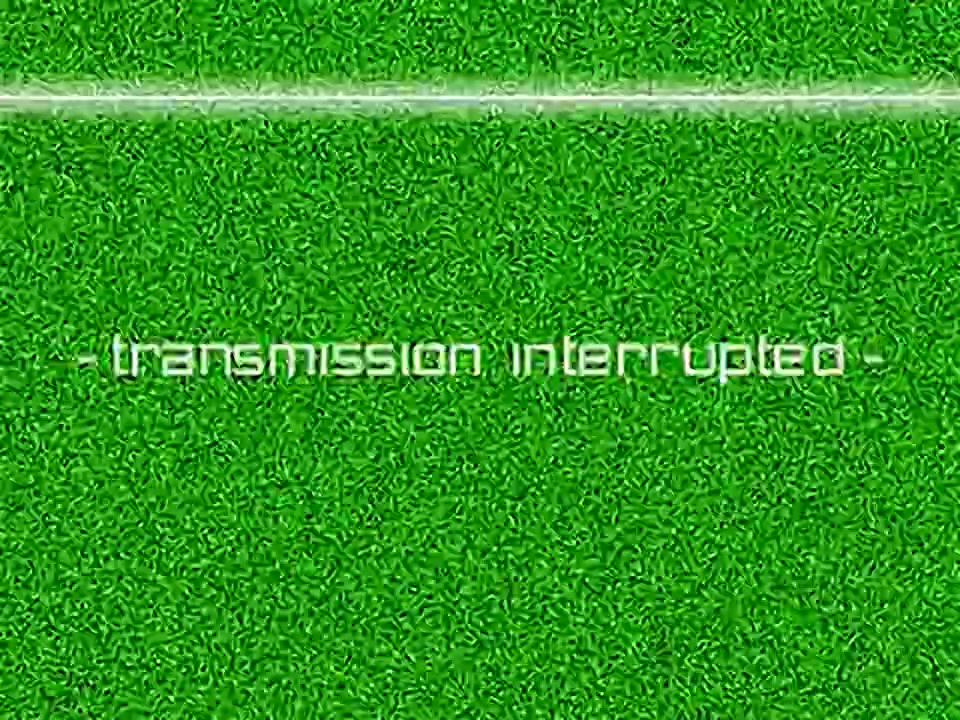 - transmission interrupted -